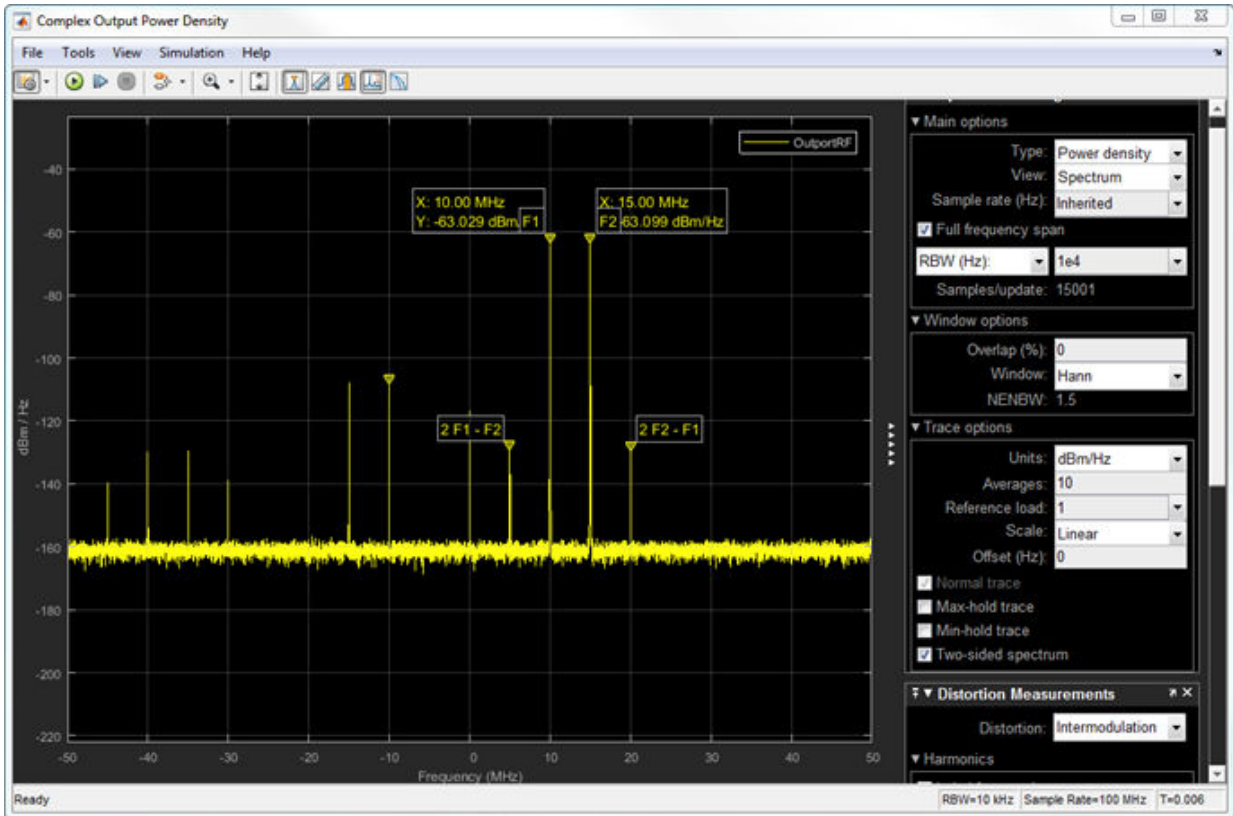 Complex Output Power Density
File Tools View Simulation Help
OutportRF
X: 10.00 MHz
Y: -63.029 dBm/
F1
X: 15.00 MHz
F2
-63.099 dBm/Hz
2 F1 - F2
2 F2 - F1
-40
-60
-80
-100
-120
-140
-160
-180
-200
-220
dBm / Hz
-50 -40 -30 -20 -10 0 10 20 30 40 50
Frequency (MHz)
Main options
Type: Power density
View: Spectrum
Sample rate (Hz): Inherited
Full frequency span
RBW (Hz): 1e4
Samples/update: 15001
Window options
Overlap (%): 0
Window: Hann
NENBW: 1.5
Trace options
Units: dBm/Hz
Averages: 10
Reference load: 1
Scale: Linear
Offset (Hz): 0
Normal trace
Max-hold trace
Min-hold trace
Two-sided spectrum
Distortion Measurements
Distortion: Intermodulation
Harmonics
Ready
RBW=10 kHz Sample Rate=100 MHz T=0.006